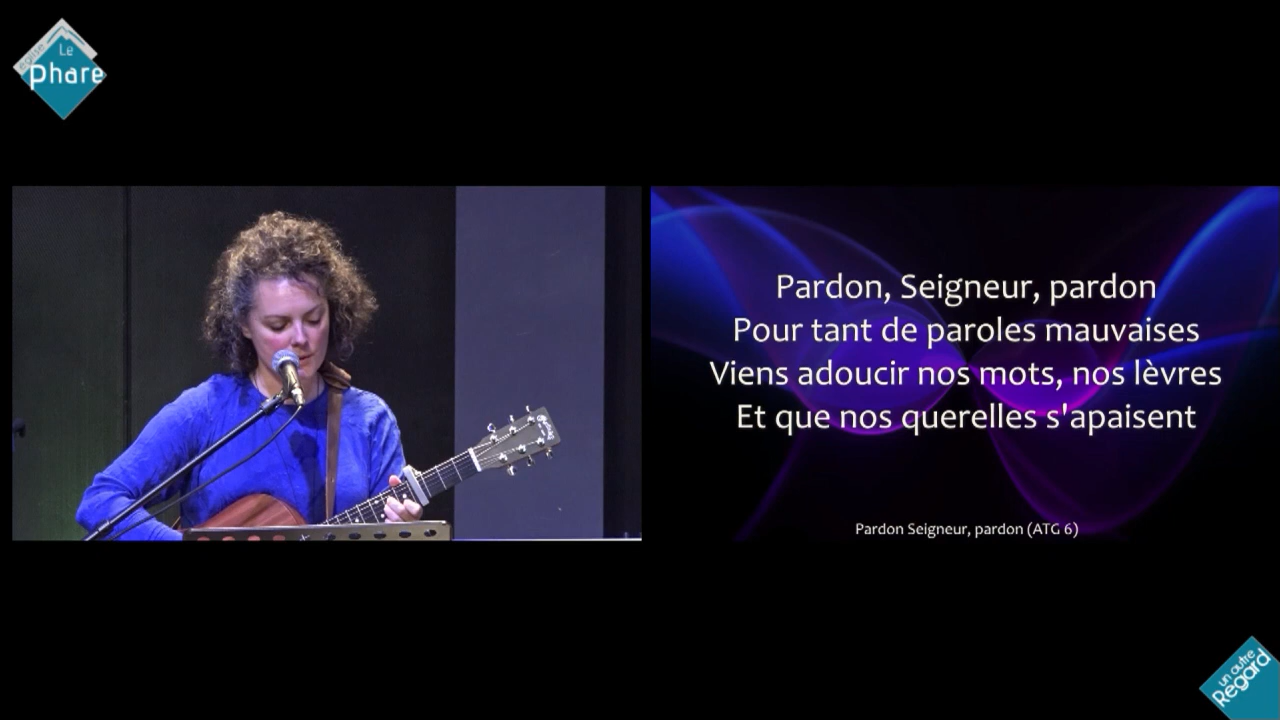 église
Le
phare
Pardon, Seigneur, pardon
Pour tant de paroles mauvaises
Viens adoucir nos mots, nos lèvres
Et que nos querelles s'apaisent
Pardon Seigneur, pardon (ATG 6)
un autre
Regard